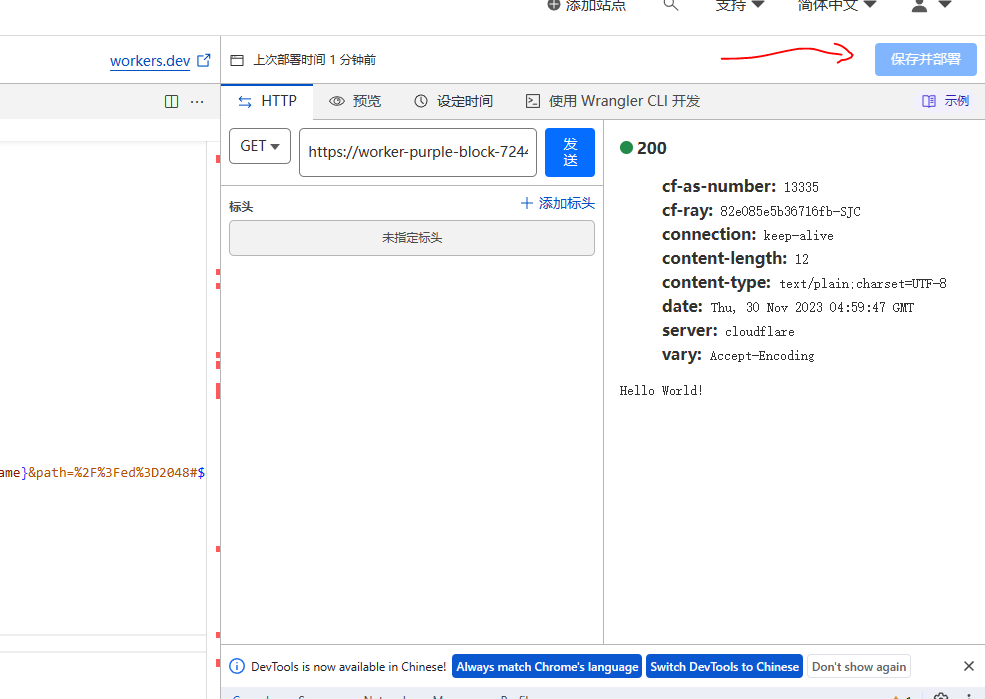 添加站点 支持 简体中文
workers.dev 上次部署时间 1 分钟前 保存并部署
HTTP 预览 设定时间 使用 Wrangler CLI 开发 示例
GET https://worker-purple-block-7244 发送
200
标头 添加标头
未指定标头
cf-as-number: 13335
cf-ray: 82e085e5b36716fb-SJC
connection: keep-alive
content-length: 12
content-type: text/plain;charset=UTF-8
date: Thu, 30 Nov 2023 04:59:47 GMT
server: cloudflare
vary: Accept-Encoding
Hello World!
ame}&path=%2F%3Fed%3D2048#$
DevTools is now available in Chinese! Always match Chrome's language Switch DevTools to Chinese Don't show again